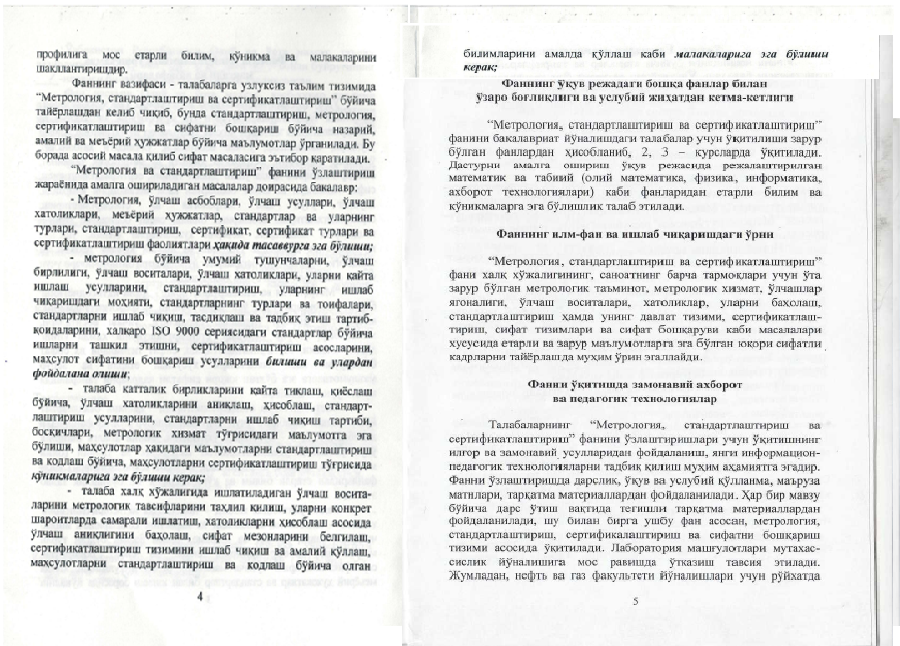 профилига мос етарли билим, кўникма ва малакаларини
шакллантиришдир.
Фаннинг вазифаси - талабаларга узлуксиз таълим тизимида
“Метрология, стандартлаштириш ва сертификатлаштириш” бўйича
тайёрлашдан келиб чиқиб, бунда стандартлаштириш, метрология,
сертификатлаштириш ва сифатни бошқариш бўйича назарий,
амалий ва меъёрий ҳужжатлар бўйича маълумотлар ўрганилади. Бу
борада асосий масала қилиб сифат масаласига эътибор каратилади.
“Метрология ва стандартлаштириш” фанини ўзлаштириш
жараёнида амалга ошириладиган масалалар доирасида бакалавр:
- Метрология, ўлчаш асбоблари, ўлчаш усуллари, ўлчаш
хатоликлари, меъёрий ҳужжатлар, стандартлар ва уларнинг
турлари, стандартлаштириш, сертификат, сертификат турлари ва
сертификатлаштириш фаолиятлари ҳақида тасаввурга эга бўлиши;
- метрология бўйича умумий тушунчаларни, ўлчаш
бирлилиги, ўлчаш воситалари, ўлчаш хатоликлари, уларни қайта
ишлаш усулларини, стандартлаштириш, уларнинг ишлаб
чиқаришдаги моҳияти, стандартларнинг турлари ва тоифалари,
стандартларни ишлаб чиқиш, тасдиқлаш ва тадбиқ этиш тартиб-
қоидаларини, халқаро ISO 9000 сериясидаги стандартлар бўйича
ишларни ташкил этишни, сертификатлаштириш асосларини,
маҳсулот сифатини бошқариш усулларини билиши ва улардан
фойдалана олиши;
- талаба катталик бирликларини қайта тиклаш, қиёслаш
бўйича, ўлчаш хатоликларини аниқлаш, ҳисоблаш, стандарт-
лаштириш усулларини, стандартларни ишлаб чиқиш тартиби,
босқичлари, метрологик хизмат тўғрисидаги маълумотга эга
бўлиши, маҳсулотлар ҳақидаги маълумотларни стандартлаштириш
ва кодлаш бўйича, маҳсулотларни сертификатлаштириш тўғрисида
кўникмаларига эга бўлиши керак;
- талаба халқ хўжалигида ишлатиладиган ўлчаш восита-
ларини метрологик тавсифларини таҳлил қилиш, уларни конкрет
шароитларда самарали ишлатиш, хатоликларни ҳисоблаш асосида
ўлчаш аниқлигини баҳолаш, сифат мезонларини белгилаш,
сертификатлаштириш тизимини ишлаб чиқиш ва амалий қўллаш,
маҳсулотларни стандартлаштириш ва кодлаш бўйича олган
4
билимларини амалда қўллаш каби малакаларига эга бўлиши
керак;
Фаннинг ўқув режадаги бошқа фанлар билан
ўзаро боғлиқлиги ва услубий жиҳатдан кетма-кетлиги
“Метрология, стандартлаштириш ва сертификатлаштириш”
фанини бакалавриат йўналишидаги талабалар учун ўқитилиши зарур
бўлган фанлардан ҳисобланиб, 2, 3 – курсларда ўқитилади.
Дастурни амалга ошириш ўқув режасида режалаштирилган
математик ва табиий (олий математика, физика, информатика,
ахборот технологиялари) каби фанларидан етарли билим ва
кўникмаларга эга бўлишлик талаб этилади.
Фаннинг илм-фан ва ишлаб чиқаришдаги ўрни
“Метрология, стандартлаштириш ва сертификатлаштириш”
фани халқ хўжалигининг, саноатнинг барча тармоқлари учун ўта
зарур бўлган метрологик таъминот, метрологик хизмат, ўлчашлар
ягоналиги, ўлчаш воситалари, хатоликлар, уларни баҳолаш,
стандартлаштириш ҳамда унинг давлат тизими, сертификатлаш-
тириш, сифат тизимлари ва сифат бошқаруви каби масалалари
хусусида етарли ва зарур маълумотларга эга бўлган юқори сифатли
кадрларни тайёрлашда муҳим ўрин эгаллайди.
Фанни ўқитишда замонавий ахборот
ва педагогик технологиялар
Талабаларнинг “Метрология, стандартлаштириш ва
сертификатлаштириш” фанини ўзлаштиришлари учун ўқитишнинг
илғор ва замонавий усулларидан фойдаланиш, янги информацион-
педагогик технологияларни тадбиқ қилиш муҳим аҳамиятга эгадир.
Фанни ўзлаштиришда дарслик, ўқув ва услубий қўлланма, маъруза
матнлари, тарқатма материаллардан фойдаланилади. Ҳар бир мавзу
бўйича дарс ўтиш вақтида тегишли тарқатма материаллардан
фойдаланилади, шу билан бирга ушбу фан асосан, метрология,
стандартлаштириш, сертификалаштириш ва сифатни бошқариш
тизими асосида ўқитилади. Лаборатория машғулотлари мутахас-
сислик йўналишига мос равишда ўтказиш тавсия этилади.
Жумладан, нефть ва газ факультети йўналишлари учун рўйхатда
5